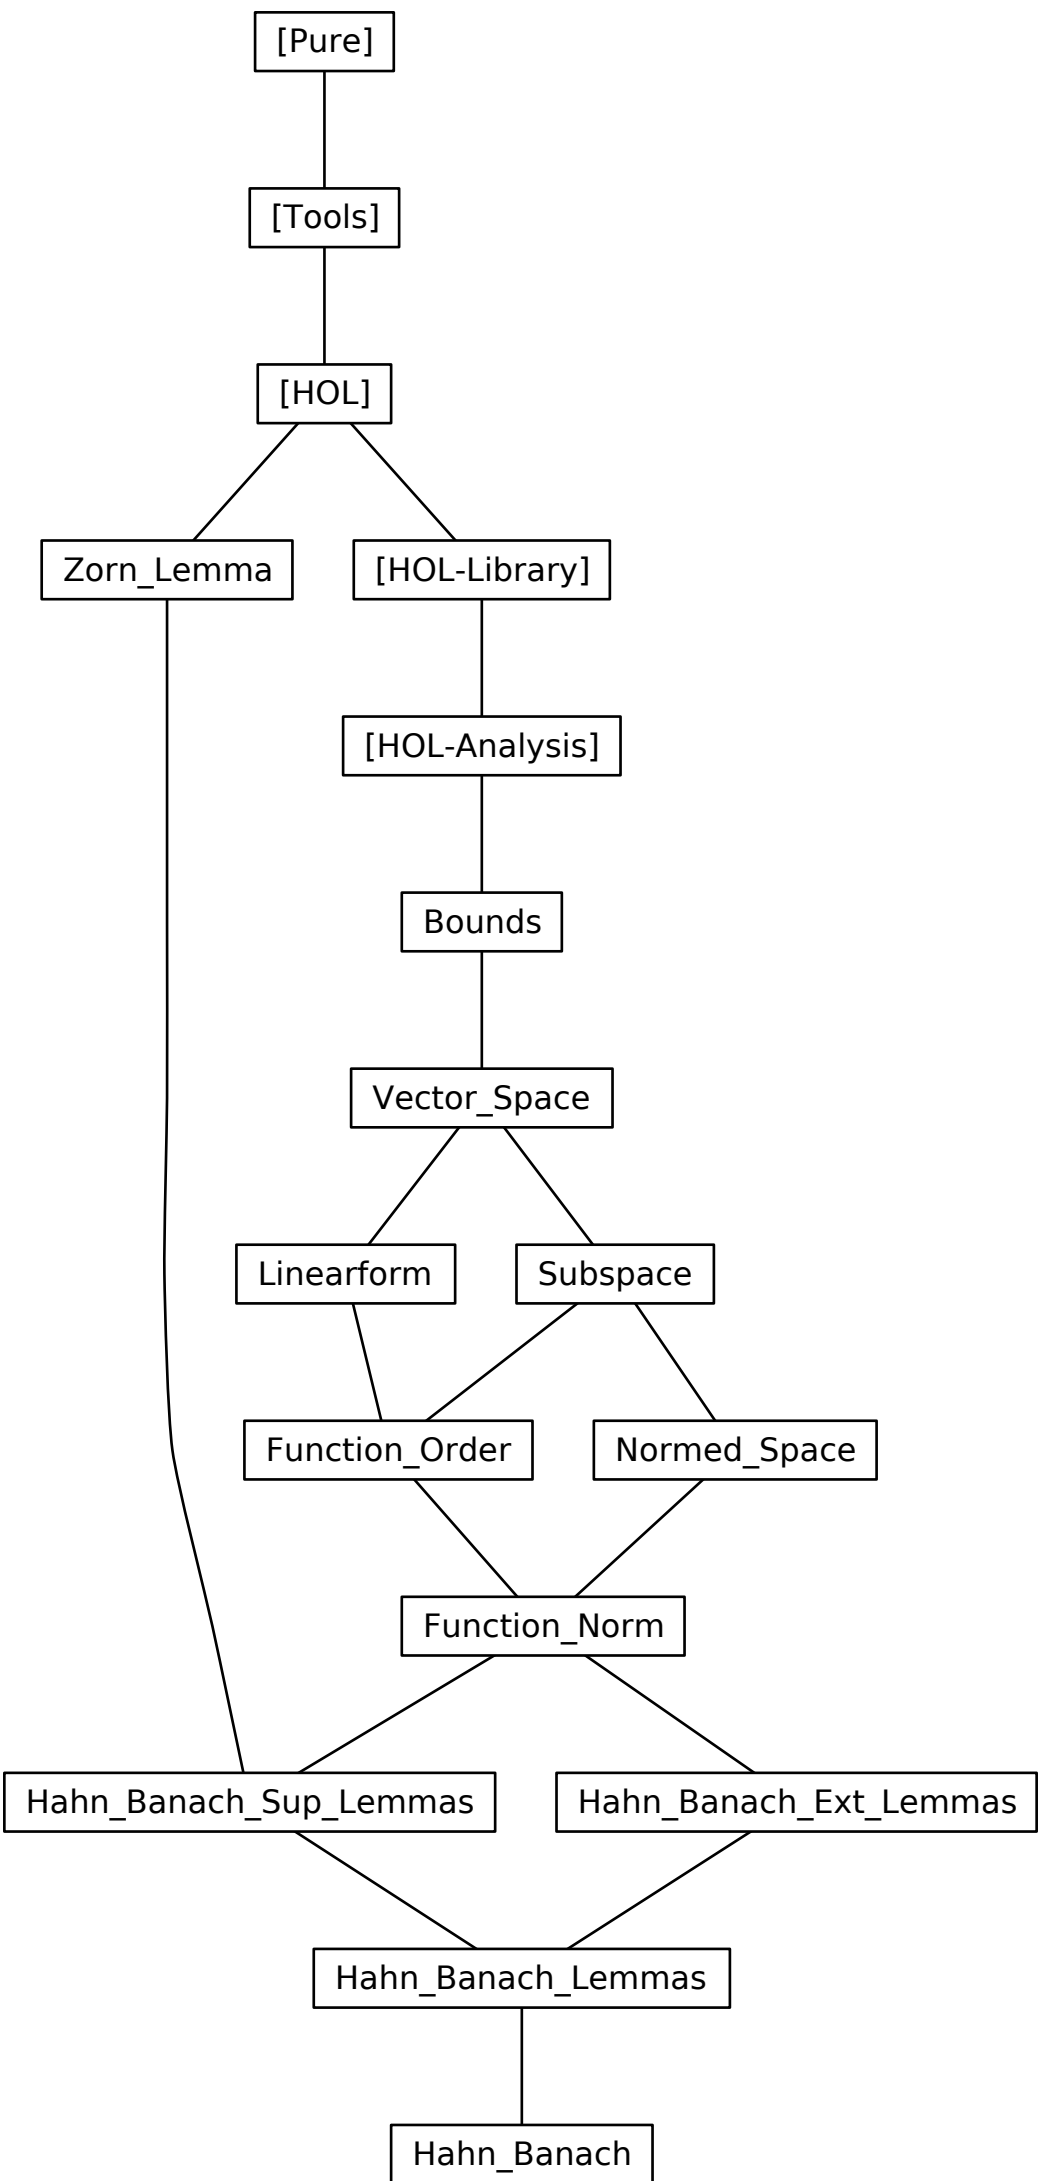 [Pure]
[Tools]
[HOL]
Zorn_Lemma
[HOL-Library]
[HOL-Analysis]
Bounds
Vector_Space
Linearform
Subspace
Function_Order
Normed_Space
Function_Norm
Hahn_Banach_Sup_Lemmas
Hahn_Banach_Ext_Lemmas
Hahn_Banach_Lemmas
Hahn_Banach